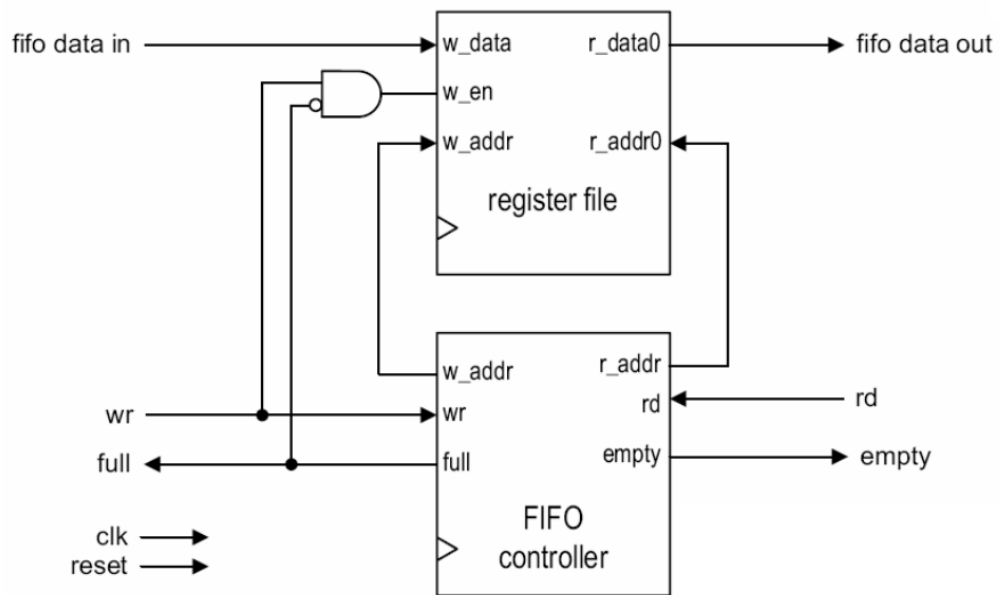 fifo data in
w_data
r_data0
fifo data out
w_en
w_addr
r_addr0
register file
w_addr
r_addr
wr
wr
rd
rd
full
full
empty
empty
clk
reset
FIFO
controller